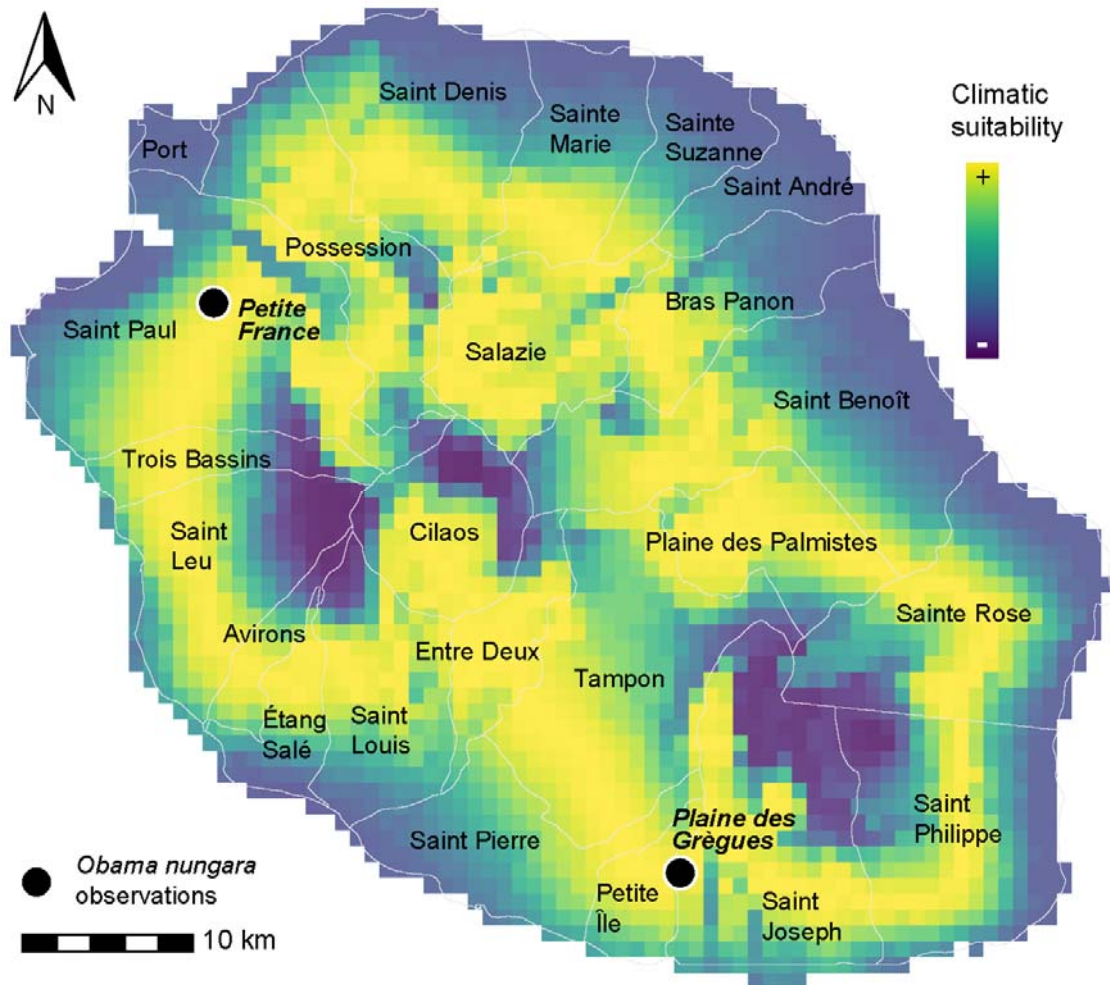 N
Saint Denis
Sainte
Marie
Sainte
Suzanne
Climatic
suitability
+
-
Port
Saint André
Possession
Bras Panon
Petite
France
Saint Paul
Salazie
Saint Benoît
Trois Bassins
Saint
Leu
Cilaos
Plaine des Palmistes
Sainte Rose
Avirons
Entre Deux
Tampon
Étang
Salé
Saint
Louis
Plaine des
Grègues
Saint
Philippe
Saint Pierre
Petite
Île
Saint
Joseph
Obama nungara
observations
10 km